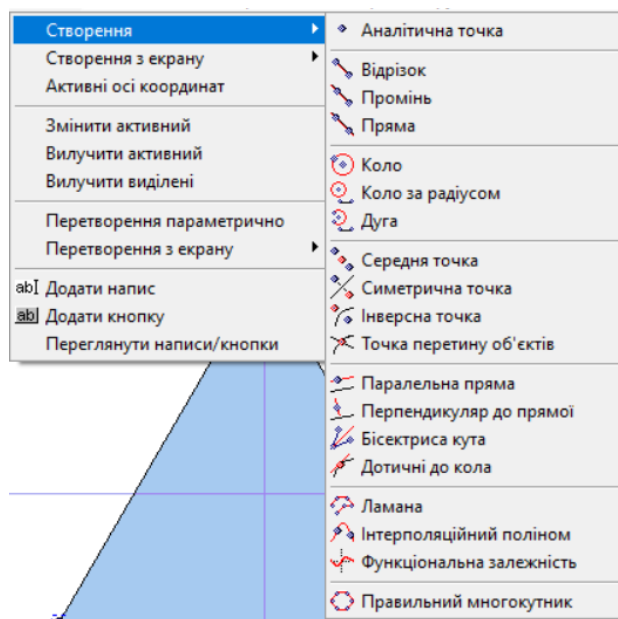 Створення
Створення з екрану
Активні осі координат
Змінити активний
Вилучити активний
Вилучити виділені
Перетворення параметрично
Перетворення з екрану
abI Додати напис
ab| Додати кнопку
Переглянути написи/кнопки
Аналітична точка
Відрізок
Промінь
Пряма
Коло
Коло за радіусом
Дуга
Середня точка
Симетрична точка
Інверсна точка
Точка перетину об'єктів
Паралельна пряма
Перпендикуляр до прямої
Бісектриса кута
Дотичні до кола
Ламана
Інтерполяційний поліном
Функціональна залежність
Правильний многокутник